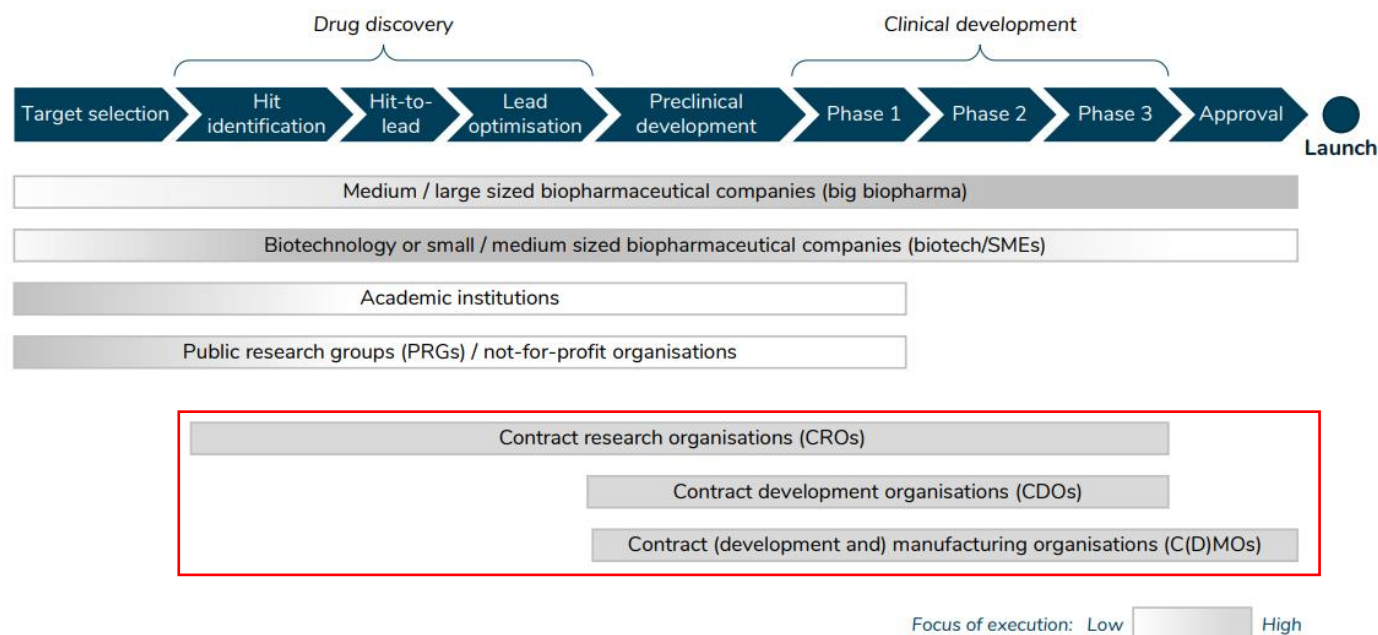 Drug discovery
Clinical development
Target selection
Hit
identification
Hit-to-
lead
Lead
optimisation
Preclinical
development
Phase 1
Phase 2
Phase 3
Approval
Launch
Medium / large sized biopharmaceutical companies (big biopharma)
Biotechnology or small / medium sized biopharmaceutical companies (biotech/SMEs)
Academic institutions
Public research groups (PRGs) / not-for-profit organisations
Contract research organisations (CROs)
Contract development organisations (CDOs)
Contract (development and) manufacturing organisations (C(D)MOs)
Focus of execution: Low High